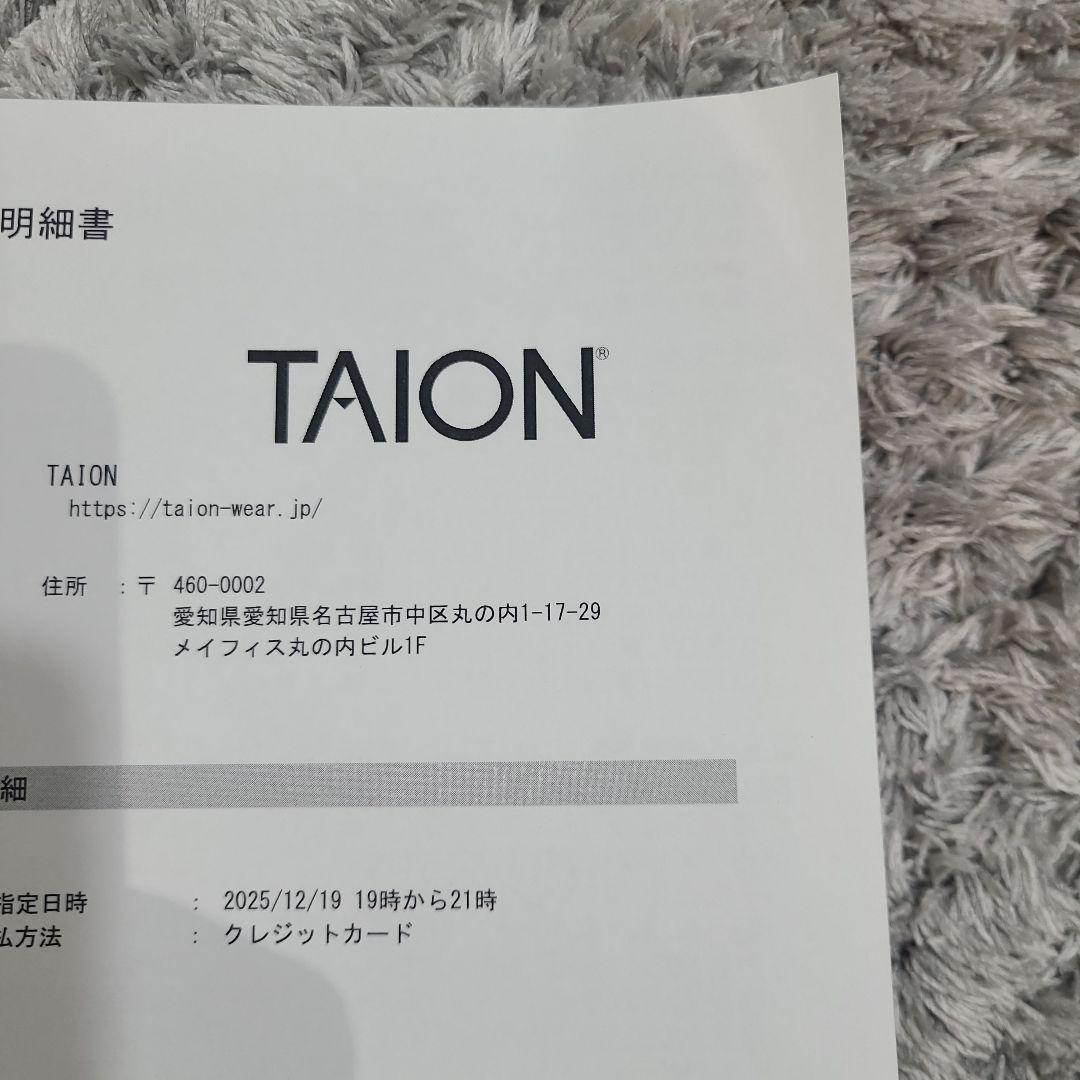 明細書
TAION®
TAION
https://taion-wear.jp/
住所 : 〒 460-0002
愛知県愛知県名古屋市中区丸の内1-17-29
メイフィス丸の内ビル1F
細
指定日時 : 2025/12/19 19時から21時
払方法 : クレジットカード